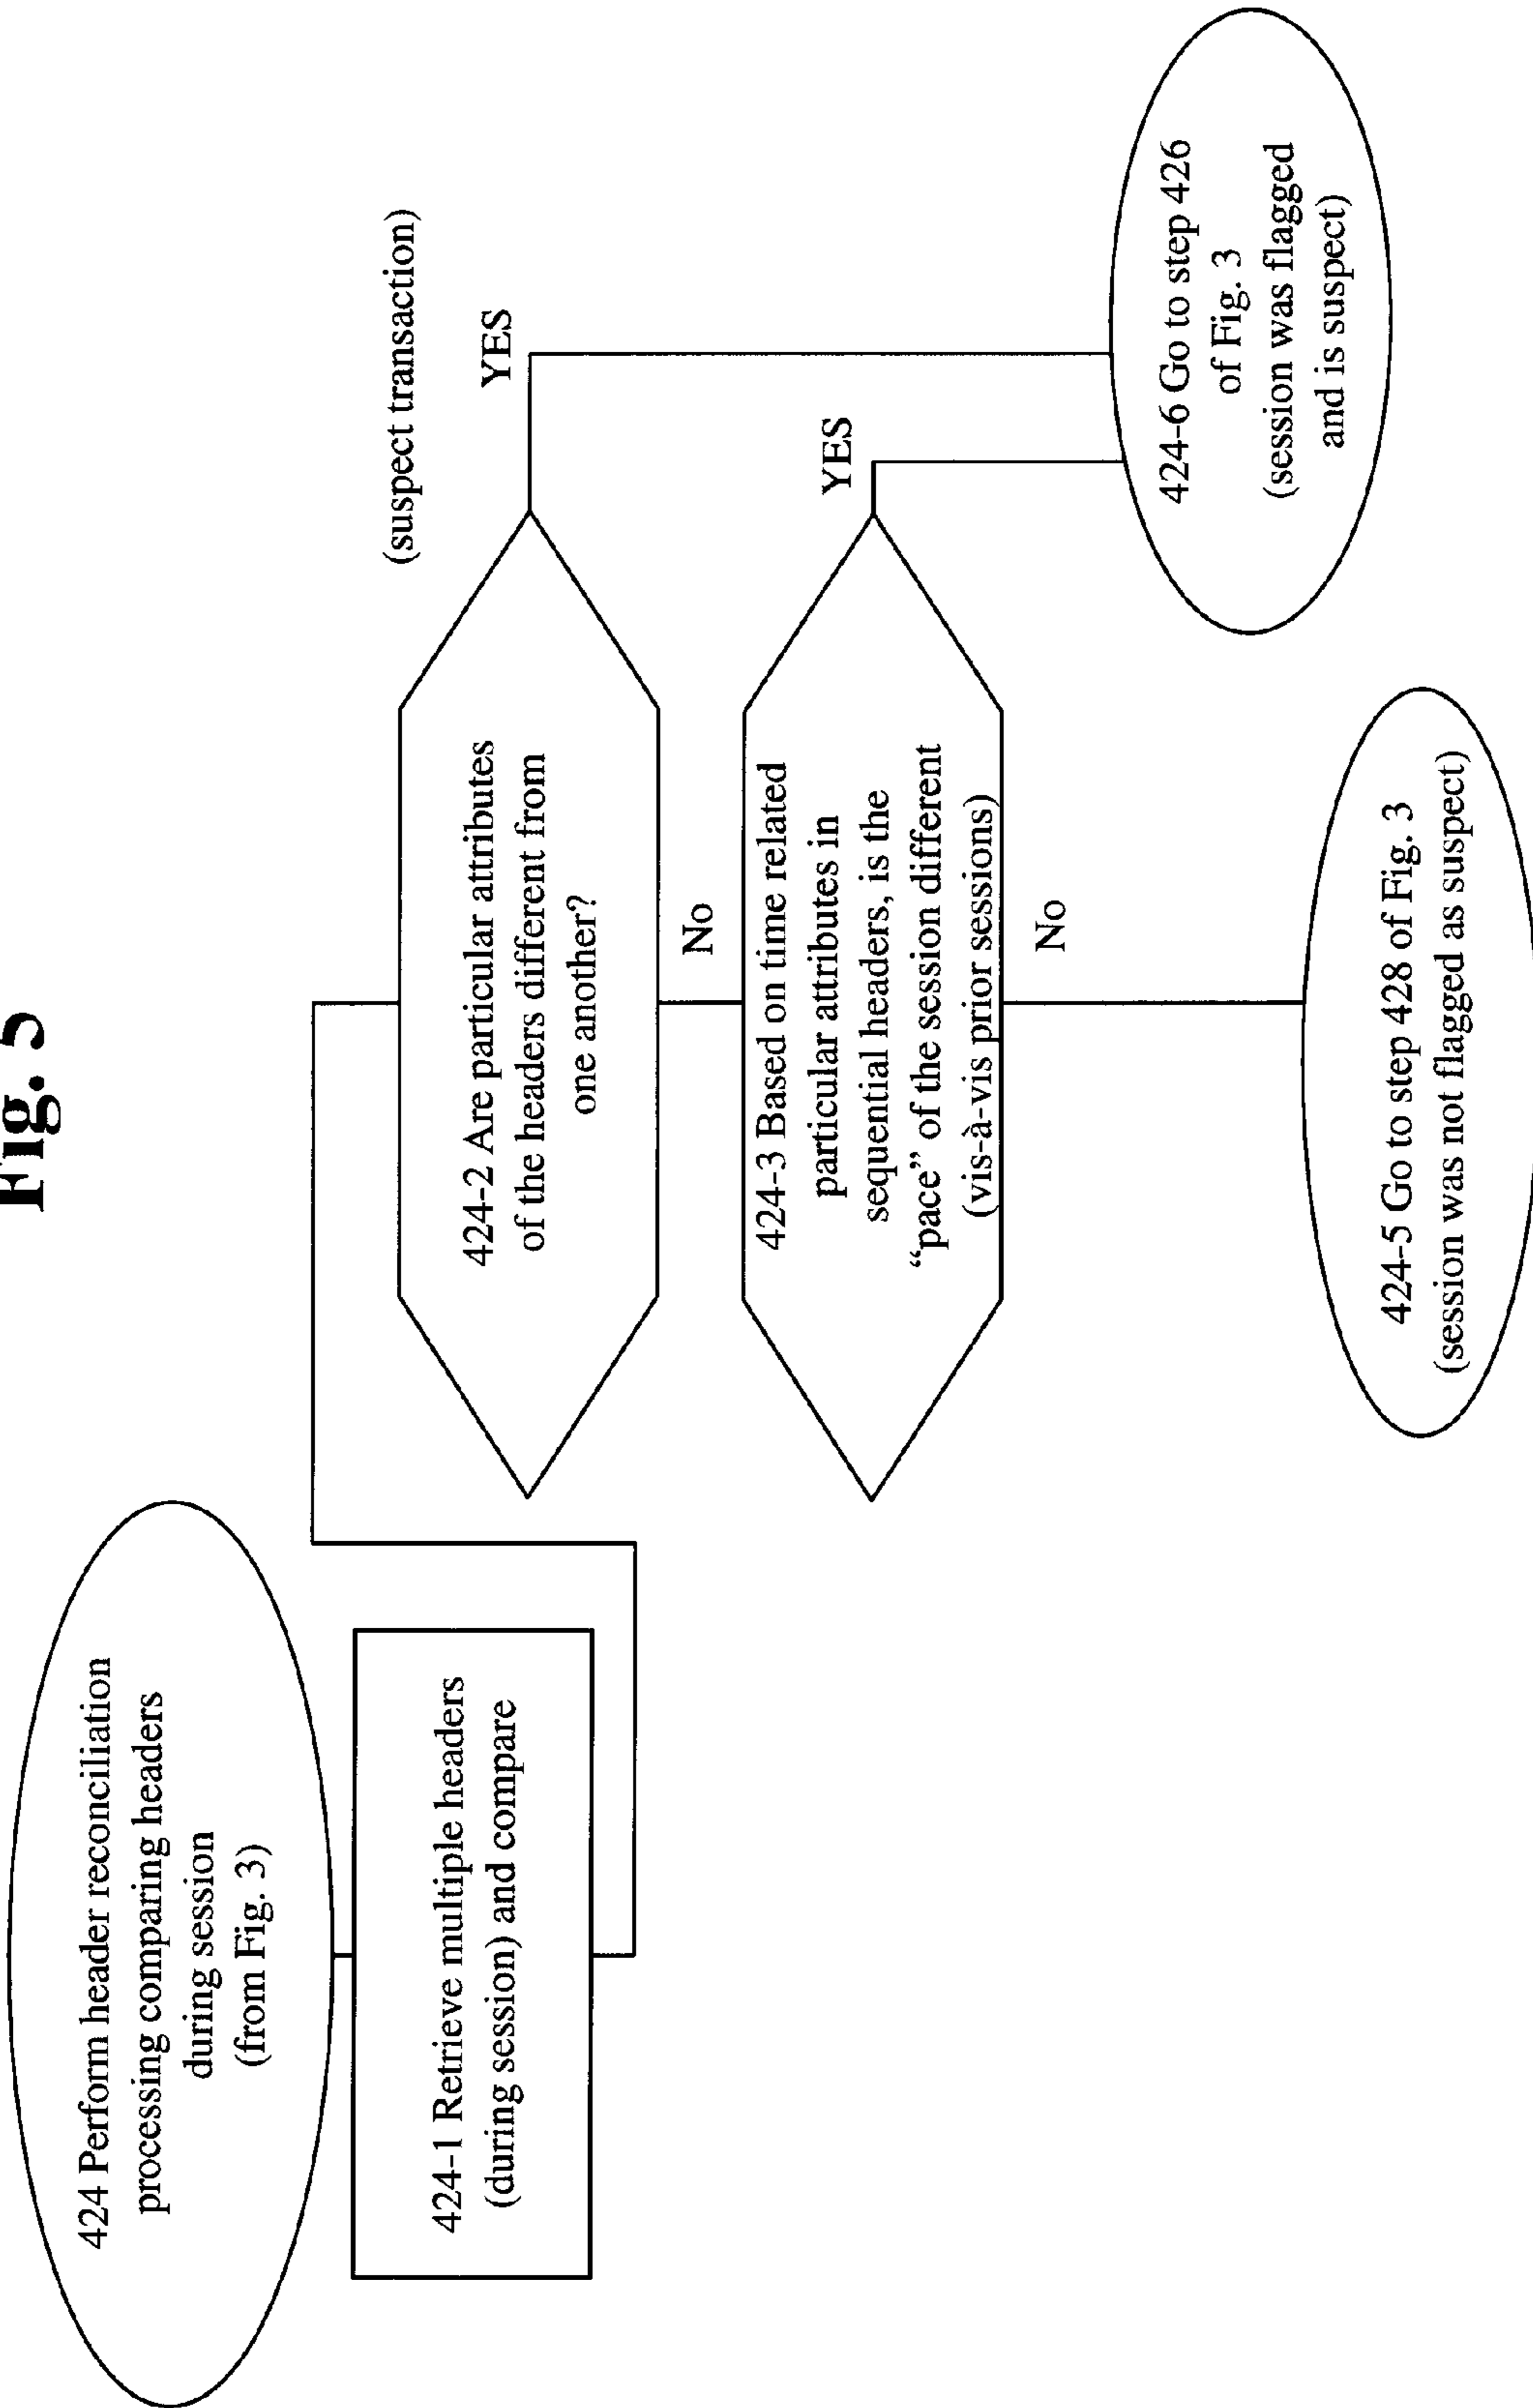 Fig. 5
424 Perform header reconciliation
processing comparing headers
during session
(from Fig. 3)
424-1 Retrieve multiple headers
(during session) and compare
(suspect transaction)
424-2 Are particular attributes
of the headers different from
one another?
YES
No
424-3 Based on time related
particular attributes in
sequential headers, is the
“pace” of the session different
(vis-à-vis prior sessions)
YES
No
424-6 Go to step 426
of Fig. 3
(session was flagged
and is suspect)
424-5 Go to step 428 of Fig. 3
(session was not flagged as suspect)